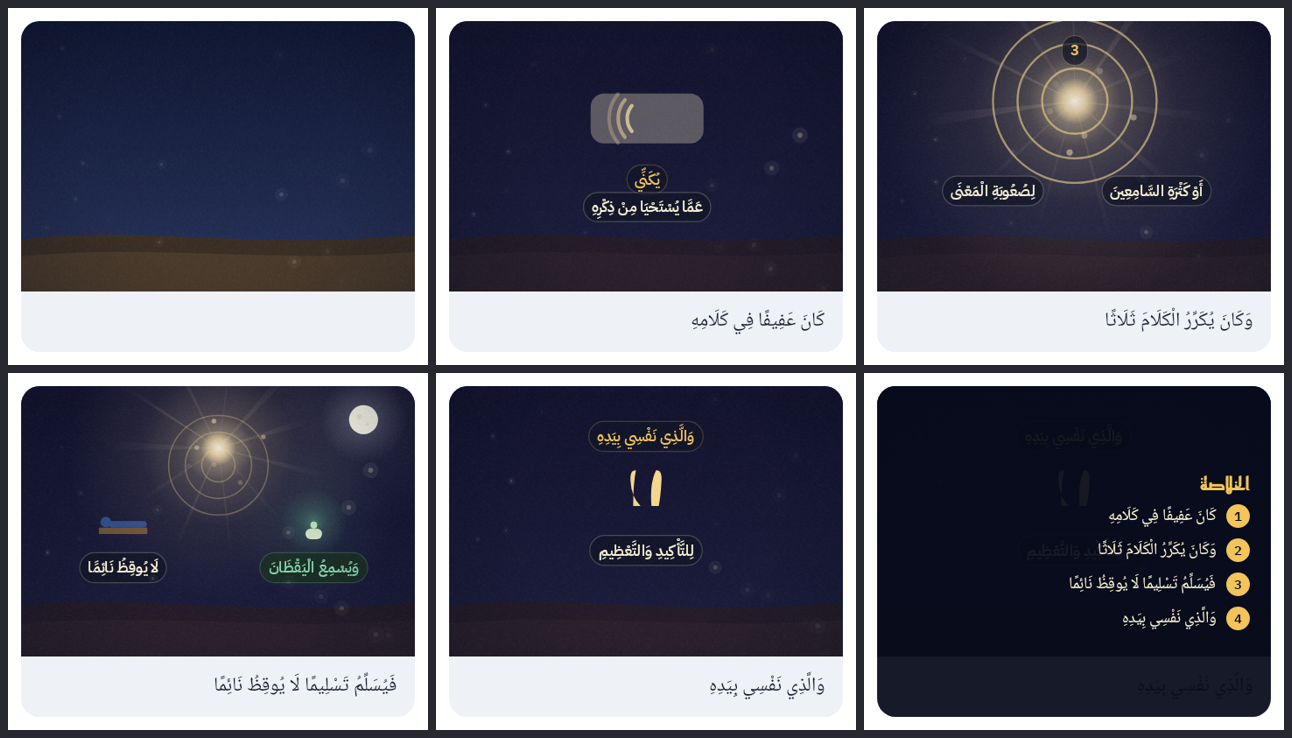 يُكَنِّي
عَمَّا يُسْتَحْيَا مِنْ ذِكْرِهِ
كَانَ عَفِيفًا فِي كَلَامِهِ
3
لِصُعُوبَةِ الْمَعْنَى
أَوْ كَثْرَةِ السَّامِعِينَ
وَكَانَ يُكَرِّرُ الْكَلَامَ ثَلَاثًا
لَا يُوقِظُ نَائِمًا
وَيُسْمِعُ الْيَقْظَانَ
فَيُسَلِّمُ تَسْلِيمًا لَا يُوقِظُ نَائِمًا
وَالَّذِي نَفْسِي بِيَدِهِ
لِلتَّأْكِيدِ وَالتَّعْظِيمِ
وَالَّذِي نَفْسِي بِيَدِهِ
وَالَّذِي نَفْسِي بِيَدِهِ
الخلاصة
1 كَانَ عَفِيفًا فِي كَلَامِهِ
2 وَكَانَ يُكَرِّرُ الْكَلَامَ ثَلَاثًا
3 فَيُسَلِّمُ تَسْلِيمًا لَا يُوقِظُ نَائِمًا
4 وَالَّذِي نَفْسِي بِيَدِهِ
وَالَّذِي نَفْسِي بِيَدِهِ